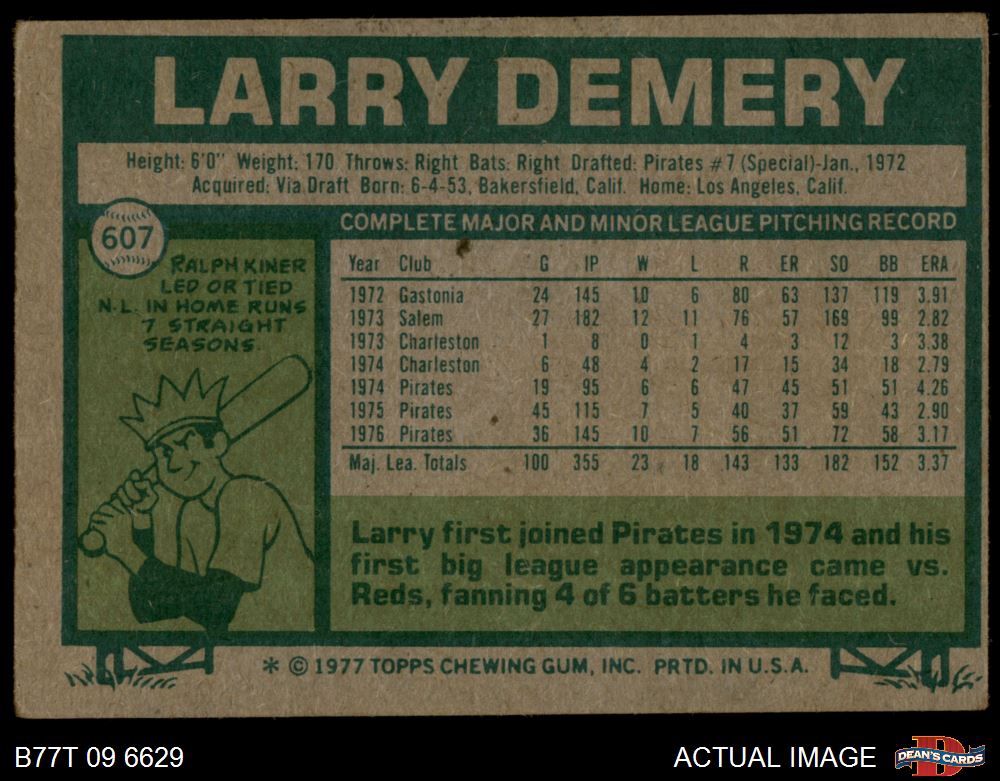 LARRY DEMERY
Height: 6'0" Weight: 170 Throws: Right Bats: Right Drafted: Pirates #7 (Special)-Jan., 1972
Acquired: Via Draft Born: 6-4-53, Bakersfield, Calif. Home: Los Angeles, Calif.
607
RALPH KINER
LED OR TIED
N.L. IN HOME RUNS
7 STRAIGHT
SEASONS.
COMPLETE MAJOR AND MINOR LEAGUE PITCHING RECORD
Year Club G IP W L R ER SO BB ERA
1972 Gastonia 24 145 10 6 80 63 137 119 3.91
1973 Salem 27 182 12 11 76 57 169 99 2.82
1973 Charleston 1 8 0 1 4 3 12 3 3.38
1974 Charleston 6 48 4 2 17 15 34 18 2.79
1974 Pirates 19 95 6 6 47 45 51 51 4.26
1975 Pirates 45 115 7 5 40 37 59 43 2.90
1976 Pirates 36 145 10 7 56 51 72 58 3.17
Maj. Lea. Totals 100 355 23 18 143 133 182 152 3.37
Larry first joined Pirates in 1974 and his
first big league appearance came vs.
Reds, fanning 4 of 6 batters he faced.
* © 1977 TOPPS CHEWING GUM, INC. PRTD. IN U.S.A.
B77T 09 6629
ACTUAL IMAGE
D
DEAN'S CARDS